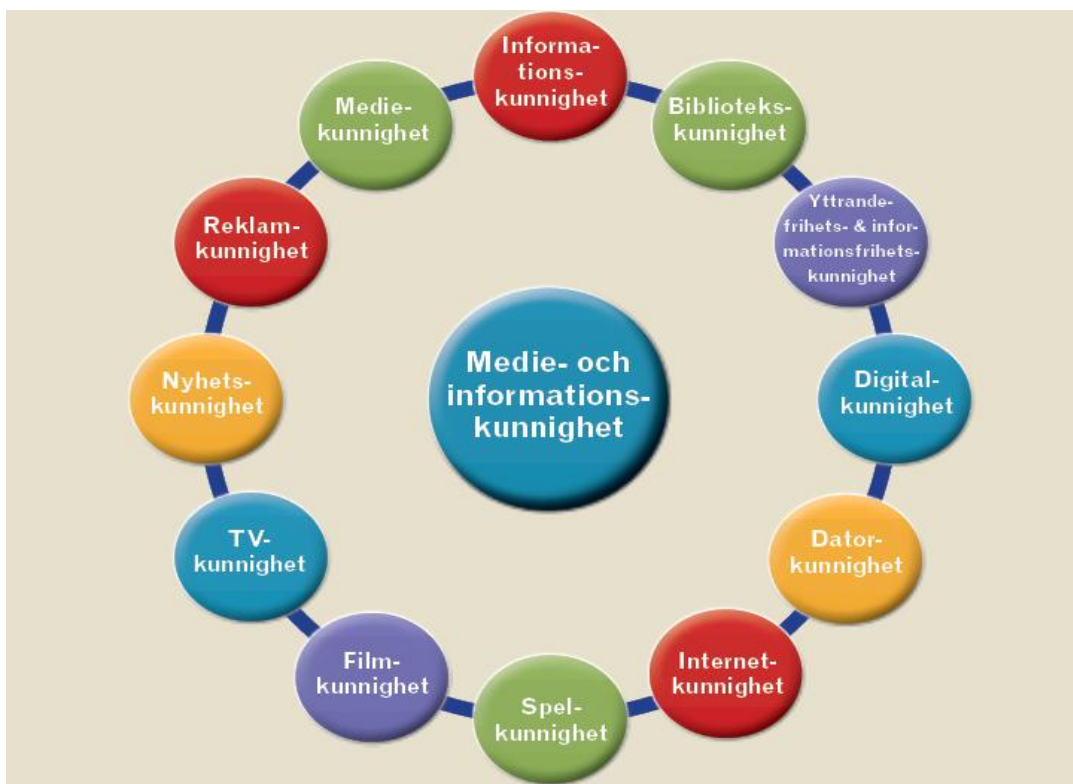 Informa-
tions-
kunnighet
Biblioteks-
kunnighet
Yttrande-
frihets- & infor-
mationsfrihets-
kunnighet
Digital-
kunnighet
Dator-
kunnighet
Internet-
kunnighet
Spel-
kunnighet
Film-
kunnighet
TV-
kunnighet
Nyhets-
kunnighet
Reklam-
kunnighet
Medie-
kunnighet
Medie- och
informations-
kunnighet